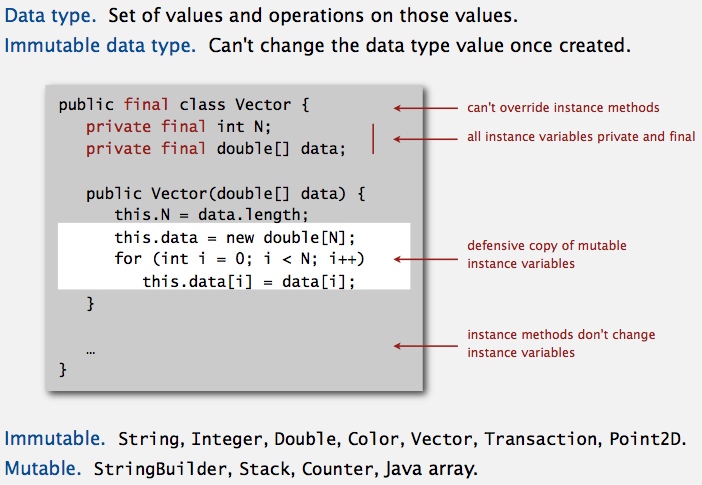 Data type. Set of values and operations on those values.
Immutable data type. Can't change the data type value once created.
public final class Vector {
can't override instance methods
private final int N;
all instance variables private and final
private final double[] data;
public Vector(double[] data) {
this.N = data.length;
this.data = new double[N];
defensive copy of mutable
instance variables
for (int i = 0; i < N; i++)
this.data[i] = data[i];
}
…
instance methods don't change
instance variables
}
Immutable. String, Integer, Double, Color, Vector, Transaction, Point2D.
Mutable. StringBuilder, Stack, Counter, Java array.